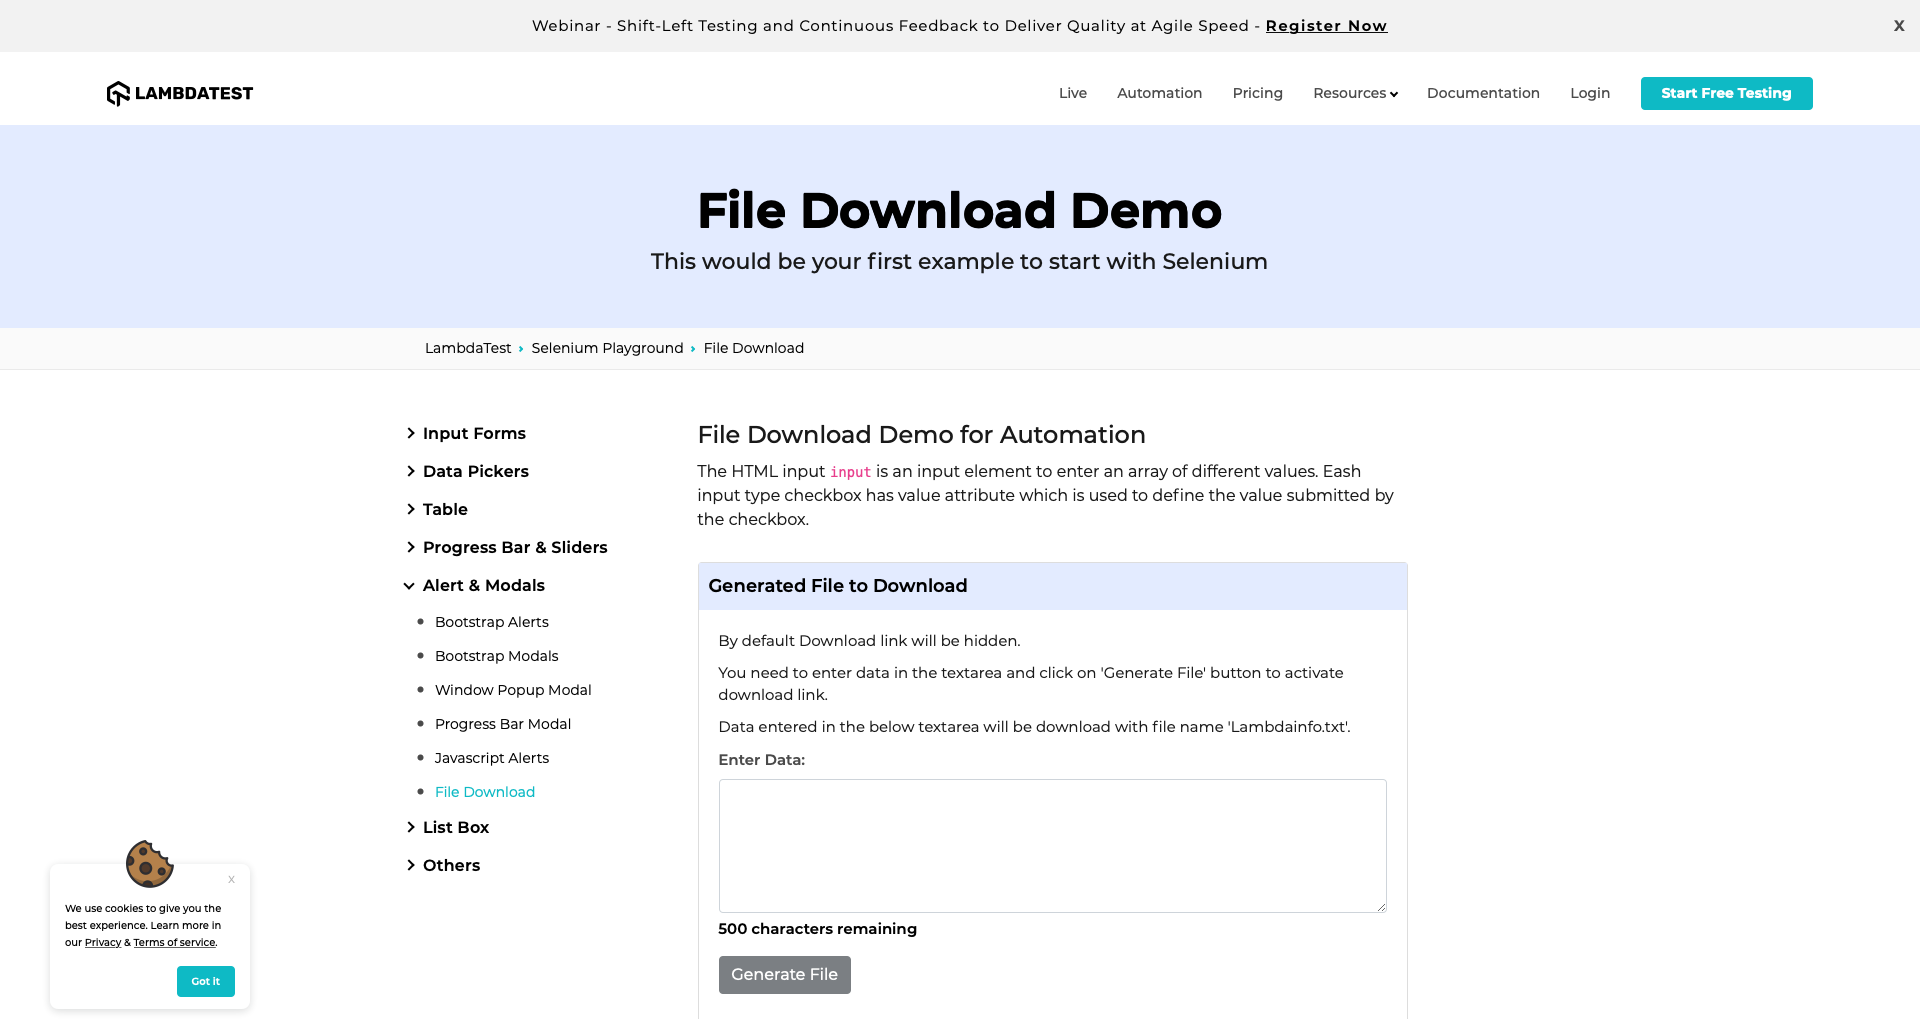 Webinar - Shift-Left Testing and Continuous Feedback to Deliver Quality at Agile Speed - Register Now
X
LAMBDATEST
Live
Automation
Pricing
Resources
Documentation
Login
Start Free Testing
File Download Demo
This would be your first example to start with Selenium
LambdaTest › Selenium Playground › File Download
Input Forms
Data Pickers
Table
Progress Bar & Sliders
Alert & Modals
Bootstrap Alerts
Bootstrap Modals
Window Popup Modal
Progress Bar Modal
Javascript Alerts
File Download
List Box
Others
File Download Demo for Automation
The HTML input input is an input element to enter an array of different values. Eash
input type checkbox has value attribute which is used to define the value submitted by
the checkbox.
Generated File to Download
By default Download link will be hidden.
You need to enter data in the textarea and click on 'Generate File' button to activate
download link.
Data entered in the below textarea will be download with file name 'Lambdainfo.txt'.
Enter Data:
500 characters remaining
Generate File
x
We use cookies to give you the
best experience. Learn more in
our Privacy & Terms of service.
Got it